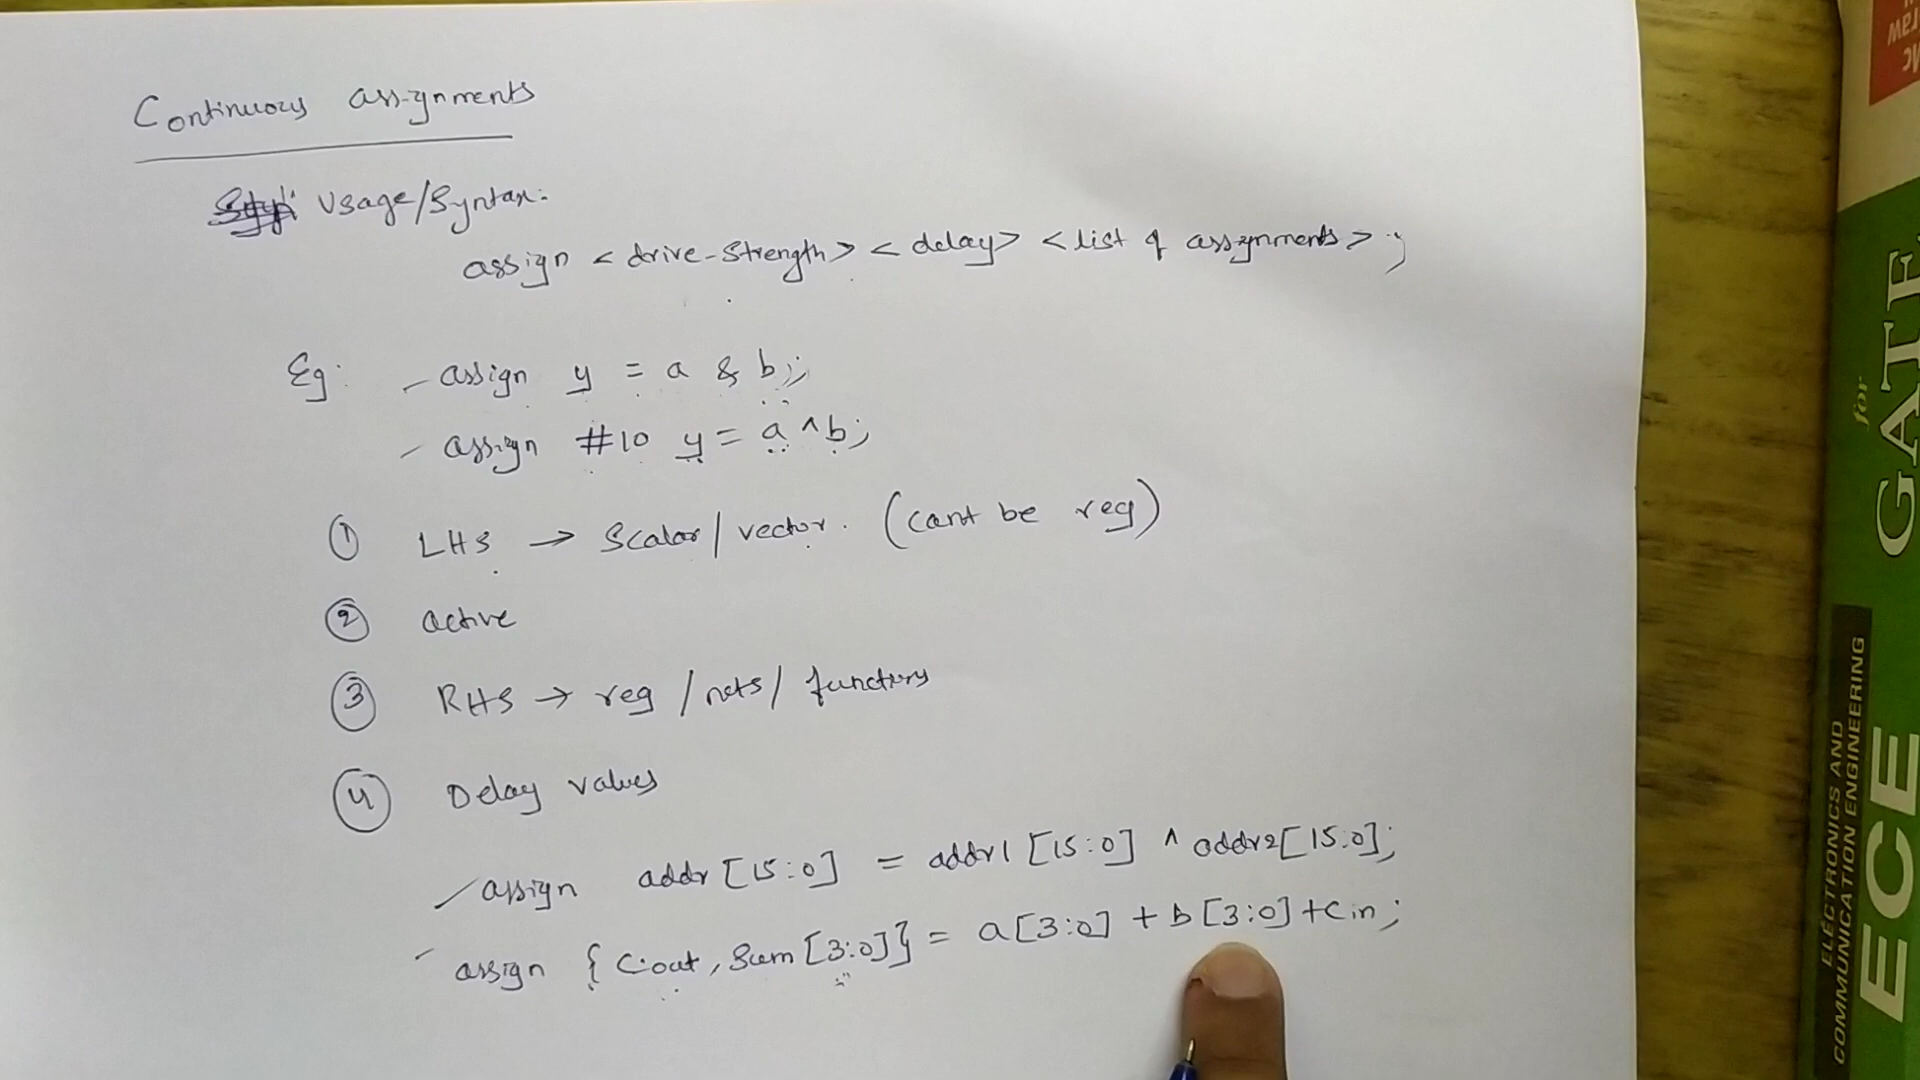 Continuous assignments
Usage/Syntax:
assign <drive-strength> <delay> <list of assignments> ;
Eg: - assign y = a & b;
- assign #10 y = a ^ b;
① LHS → Scalar/vector. (cant be reg)
② active
③ RHS → reg / nets / functions
④ Delay values
- assign addr [15:0] = addr1 [15:0] ^ addr2 [15:0];
- assign { Cout, Sum [3:0]} = a [3:0] + b [3:0] + Cin;
for GATE
ELECTRONICS AND
COMMUNICATION ENGINEERING
ECE